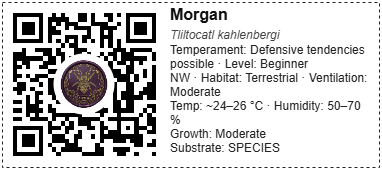 Morgan
Tliltocatl kahlenbergi
Temperament: Defensive tendencies
possible · Level: Beginner
NW · Habitat: Terrestrial · Ventilation:
Moderate
Temp: ~24–26 °C · Humidity: 50–70
%
Growth: Moderate
Substrate: SPECIES